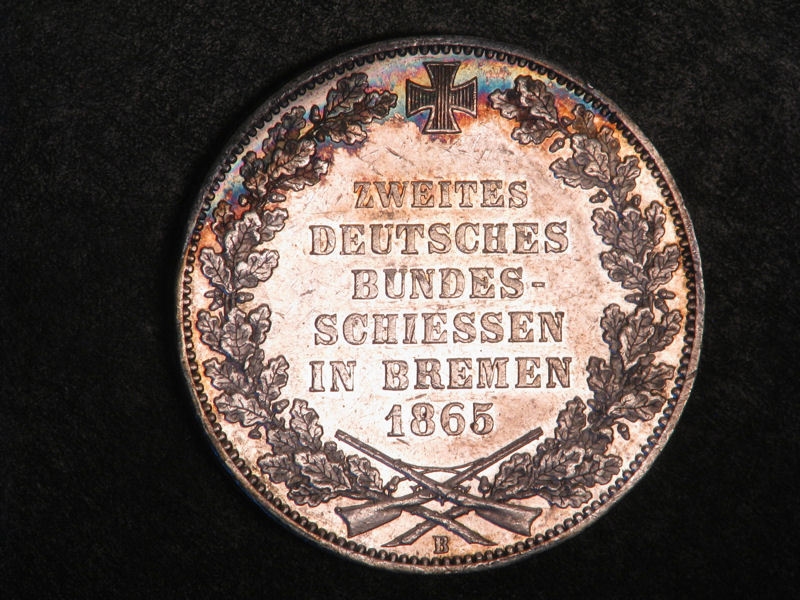 ZWEITES
DEUTSCHES
BUNDES-
SCHIESSEN
IN BREMEN
1865
B